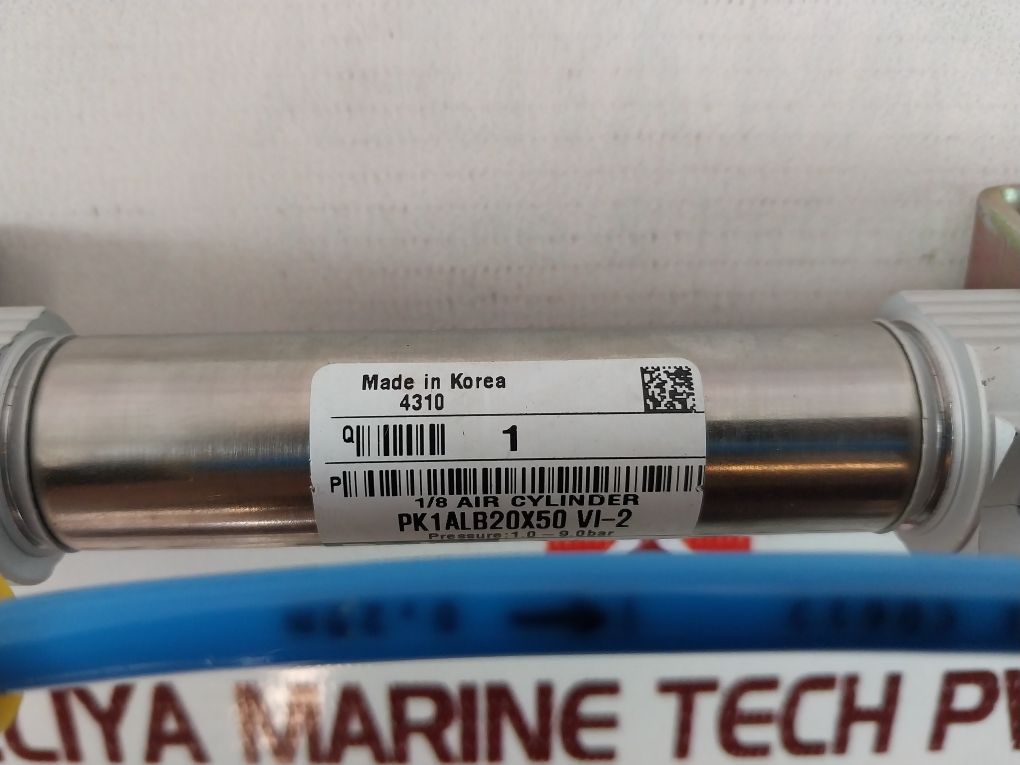 Made in Korea
4310
Q 1
P
1/8 AIR CYLINDER
PK1ALB20X50 VI-2
Pressure:1.0-9.0bar
LIYA MARINE TECH PV